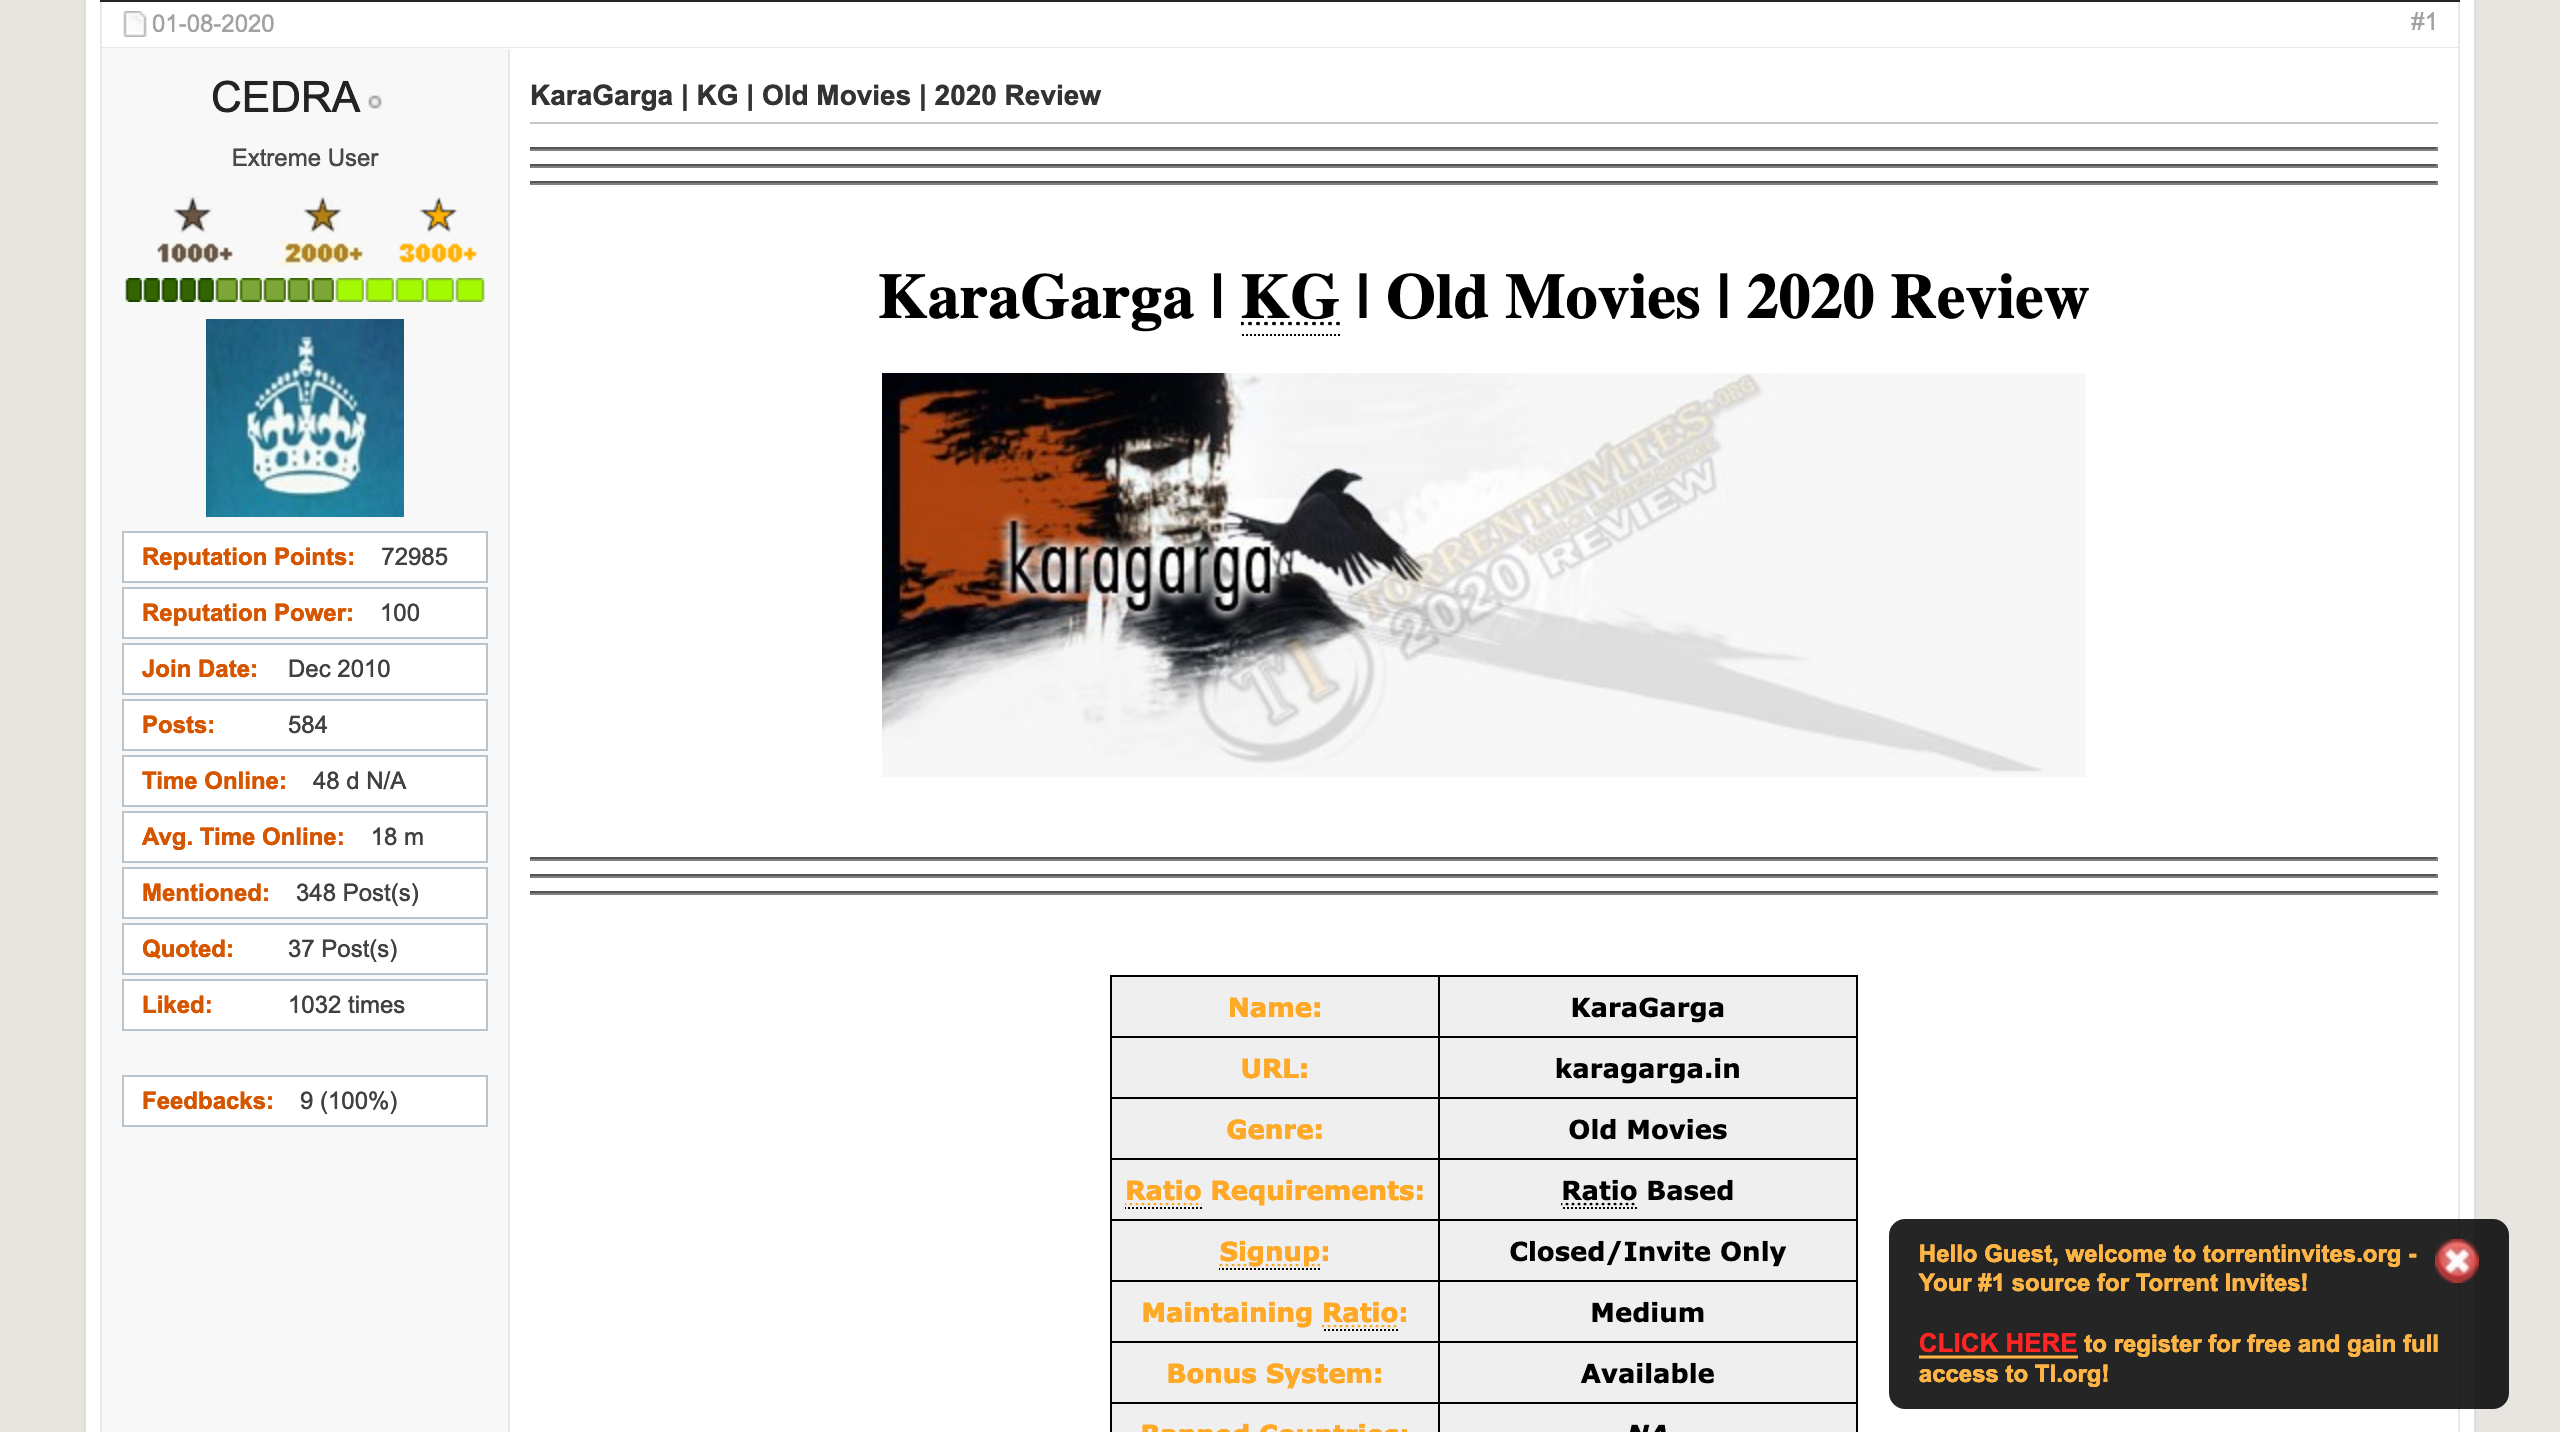 01-08-2020
#1
CEDRA
Extreme User
1000+ 2000+ 3000+
Reputation Points: 72985
Reputation Power: 100
Join Date: Dec 2010
Posts: 584
Time Online: 48 d N/A
Avg. Time Online: 18 m
Mentioned: 348 Post(s)
Quoted: 37 Post(s)
Liked: 1032 times
Feedbacks: 9 (100%)
KaraGarga | KG | Old Movies | 2020 Review
KaraGarga | KG | Old Movies | 2020 Review
karagarga
TORRENTINVITES.ORG
2020 REVIEW
TI
Name: KaraGarga
URL: karagarga.in
Genre: Old Movies
Ratio Requirements: Ratio Based
Signup: Closed/Invite Only
Maintaining Ratio: Medium
Bonus System: Available
Banned Countries: NA
Hello Guest, welcome to torrentinvites.org -
Your #1 source for Torrent Invites!
CLICK HERE to register for free and gain full
access to TI.org!